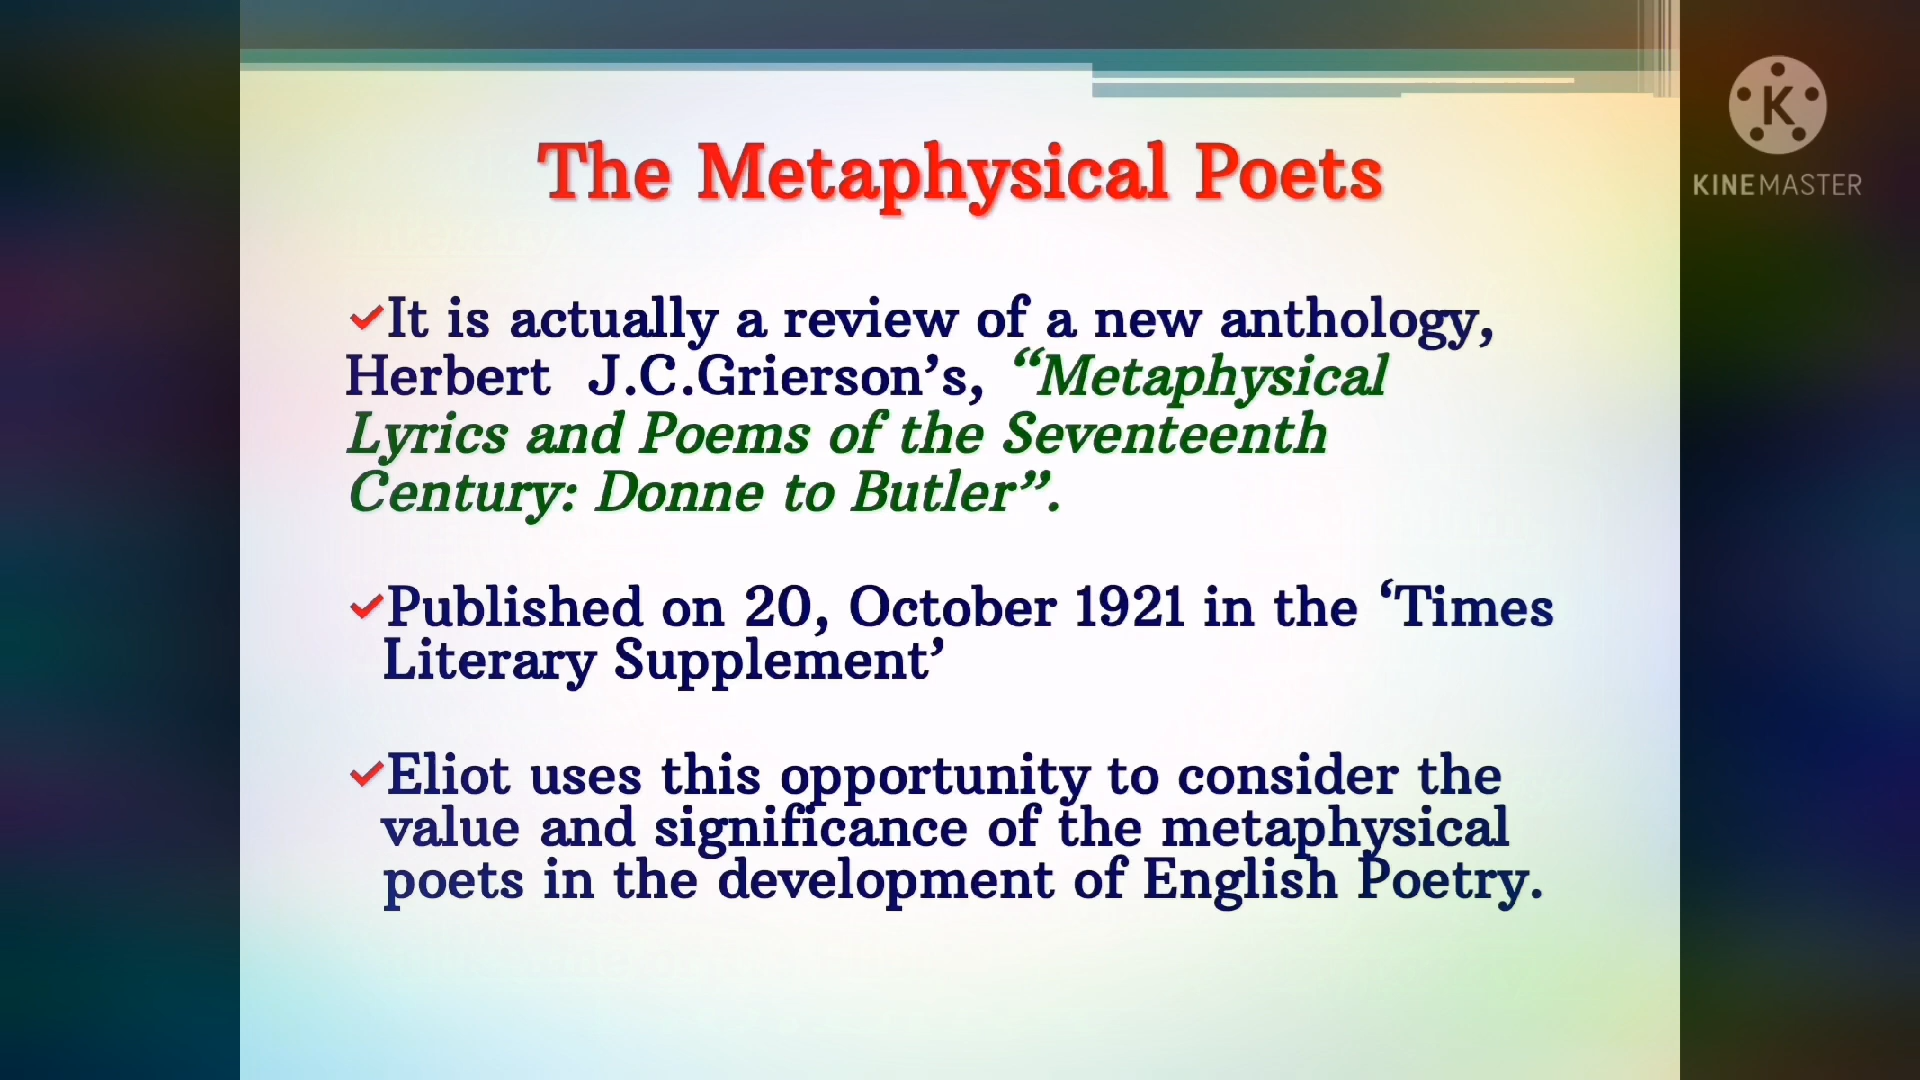 The Metaphysical Poets
K
KINEMASTER
✓It is actually a review of a new anthology,
Herbert J.C.Grierson’s, “Metaphysical
Lyrics and Poems of the Seventeenth
Century: Donne to Butler”.
✓Published on 20, October 1921 in the ‘Times
Literary Supplement’
✓Eliot uses this opportunity to consider the
value and significance of the metaphysical
poets in the development of English Poetry.